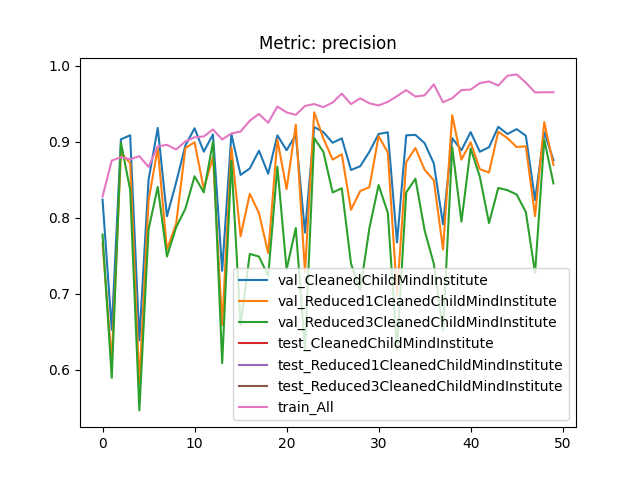 Metric: precision
1.0
0.9
0.8
0.7
0.6
val_CleanedChildMindInstitute
val_Reduced1CleanedChildMindInstitute
val_Reduced3CleanedChildMindInstitute
test_CleanedChildMindInstitute
test_Reduced1CleanedChildMindInstitute
test_Reduced3CleanedChildMindInstitute
train_All
0 10 20 30 40 50